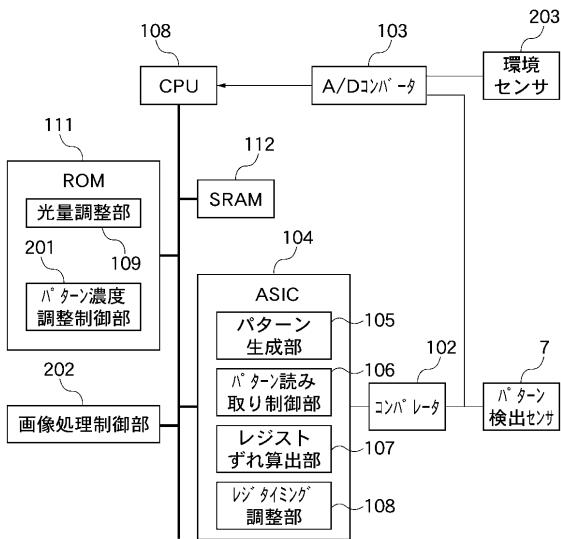 108
CPU
103
A/Dコンバータ
203
環境
センサ
111
ROM
光量調整部
109
201
パターン濃度
調整制御部
112
SRAM
104
ASIC
パターン
生成部
105
パターン読み
取り制御部
106
レジスト
ずれ算出部
107
レジタイミング
調整部
108
102
コンパレータ
7
パターン
検出センサ
202
画像処理制御部